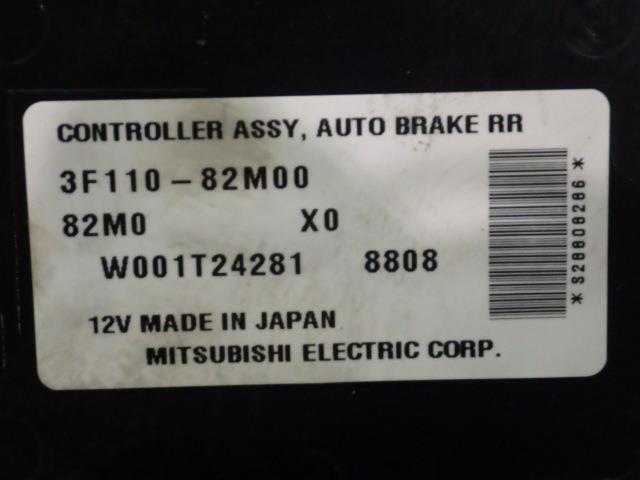 CONTROLLER ASSY, AUTO BRAKE RR
3F110-82M00
82M0 X0
W001T24281 8808
12V MADE IN JAPAN
MITSUBISHI ELECTRIC CORP.
*S28808286*